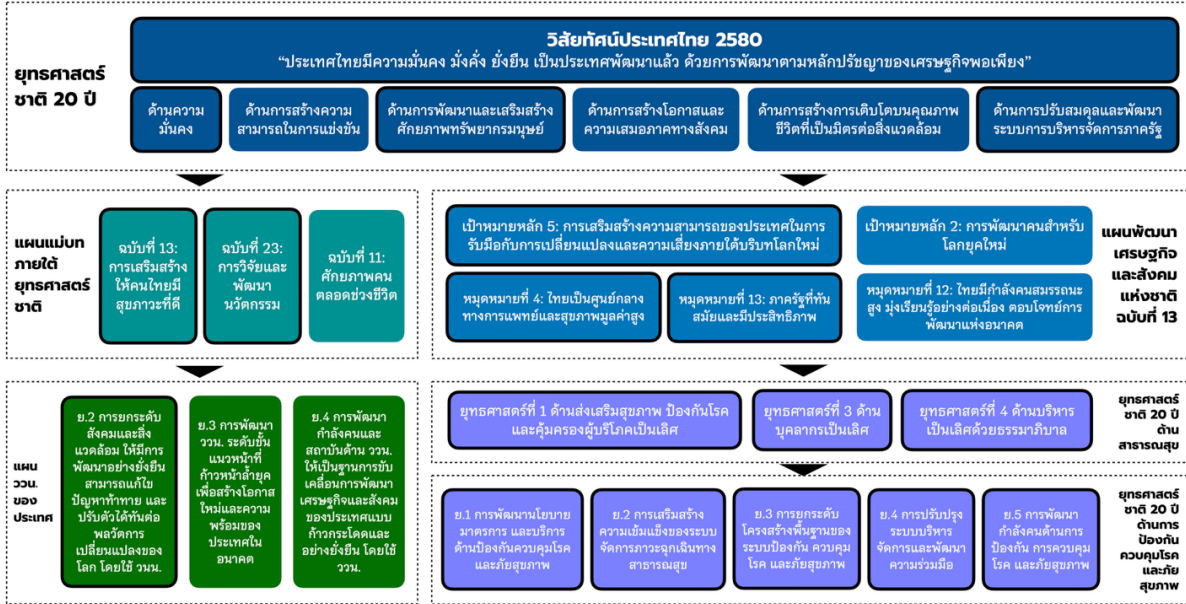 ยุทธศาสตร์
ชาติ 20 ปี
วิสัยทัศน์ประเทศไทย 2580
“ประเทศไทยมีความมั่นคง มั่งคั่ง ยั่งยืน เป็นประเทศพัฒนาแล้ว ด้วยการพัฒนาตามหลักปรัชญาของเศรษฐกิจพอเพียง”
ด้านความ
มั่นคง
ด้านการสร้างความ
สามารถในการแข่งขัน
ด้านการพัฒนาและเสริมสร้าง
ศักยภาพทรัพยากรมนุษย์
ด้านการสร้างโอกาสและ
ความเสมอภาคทางสังคม
ด้านการสร้างการเติบโตบนคุณภาพ
ชีวิตที่เป็นมิตรต่อสิ่งแวดล้อม
ด้านการปรับสมดุลและพัฒนา
ระบบการบริหารจัดการภาครัฐ
แผนแม่บท
ภายใต้
ยุทธศาสตร์
ชาติ
ฉบับที่ 13:
การเสริมสร้าง
ให้คนไทยมี
สุขภาวะที่ดี
ฉบับที่ 23:
การวิจัยและ
พัฒนา
นวัตกรรม
ฉบับที่ 11:
ศักยภาพคน
ตลอดช่วงชีวิต
เป้าหมายหลัก 5: การเสริมสร้างความสามารถของประเทศในการ
รับมือกับการเปลี่ยนแปลงและความเสี่ยงภายใต้บริบทโลกใหม่
เป้าหมายหลัก 2: การพัฒนาคนสำหรับ
โลกยุคใหม่
หมุดหมายที่ 4: ไทยเป็นศูนย์กลาง
ทางการแพทย์และสุขภาพมูลค่าสูง
หมุดหมายที่ 13: ภาครัฐที่ทัน
สมัยและมีประสิทธิภาพ
หมุดหมายที่ 12: ไทยมีกำลังคนสมรรถนะ
สูง มุ่งเรียนรู้อย่างต่อเนื่อง ตอบโจทย์การ
พัฒนาแห่งอนาคต
แผนพัฒนา
เศรษฐกิจ
และสังคม
แห่งชาติ
ฉบับที่ 13
แผน
ววน.
ของ
ประเทศ
ย.2 การยกระดับ
สังคมและสิ่ง
แวดล้อม ให้มีการ
พัฒนาอย่างยั่งยืน
สามารถแก้ไข
ปัญหาท้าทาย และ
ปรับตัวได้ทันต่อ
พลวัตการ
เปลี่ยนแปลงของ
โลก โดยใช้ วนน.
ย.3 การพัฒนา
ววน. ระดับขั้น
แนวหน้าที่
ก้าวหน้าล้ำยุค
เพื่อสร้างโอกาส
ใหม่และความ
พร้อมของ
ประเทศใน
อนาคต
ย.4 การพัฒนา
กำลังคนและ
สถาบันด้าน ววน.
ให้เป็นฐานการขับ
เคลื่อนการพัฒนา
เศรษฐกิจและสังคม
ของประเทศแบบ
ก้าวกระโดดและ
อย่างยั่งยืน โดยใช้
ววน.
ยุทธศาสตร์ที่ 1 ด้านส่งเสริมสุขภาพ ป้องกันโรค
และคุ้มครองผู้บริโภคเป็นเลิศ
ยุทธศาสตร์ที่ 3 ด้าน
บุคลากรเป็นเลิศ
ยุทธศาสตร์ที่ 4 ด้านบริหาร
เป็นเลิศด้วยธรรมาภิบาล
ยุทธศาสตร์
ชาติ 20 ปี
ด้าน
สาธารณสุข
ย.1 การพัฒนานโยบาย
มาตรการ และบริการ
ด้านป้องกันควบคุมโรค
และภัยสุขภาพ
ย.2 การเสริมสร้าง
ความเข้มแข็งของระบบ
จัดการภาวะฉุกเฉินทาง
สาธารณสุข
ย.3 การยกระดับ
โครงสร้างพื้นฐานของ
ระบบป้องกัน ควบคุม
โรค และภัยสุขภาพ
ย.4 การปรับปรุง
ระบบบริหาร
จัดการและพัฒนา
ความร่วมมือ
ย.5 การพัฒนา
กำลังคนด้านการ
ป้องกัน การควบคุม
โรค และภัยสุขภาพ
ยุทธศาสตร์
ชาติ 20 ปี
ด้านการ
ป้องกัน
ควบคุมโรค
และภัย
สุขภาพ